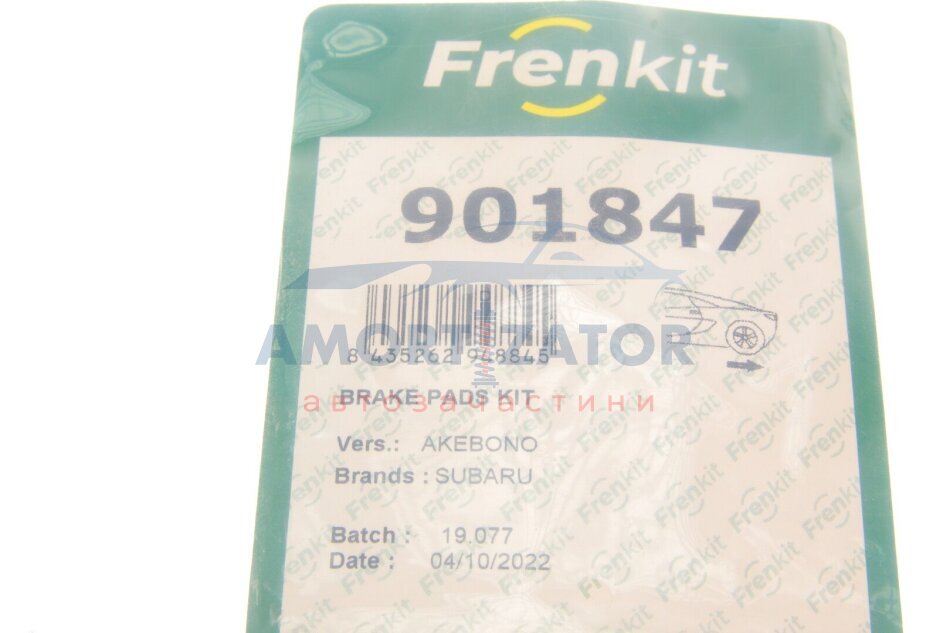 Frenkit
901847
AMORTIZATOR
8 435262 948845
BRAKE PADS KIT
автозапчастини
Vers.: AKEBONO
Brands : SUBARU
Batch : 19.077
Date : 04/10/2022